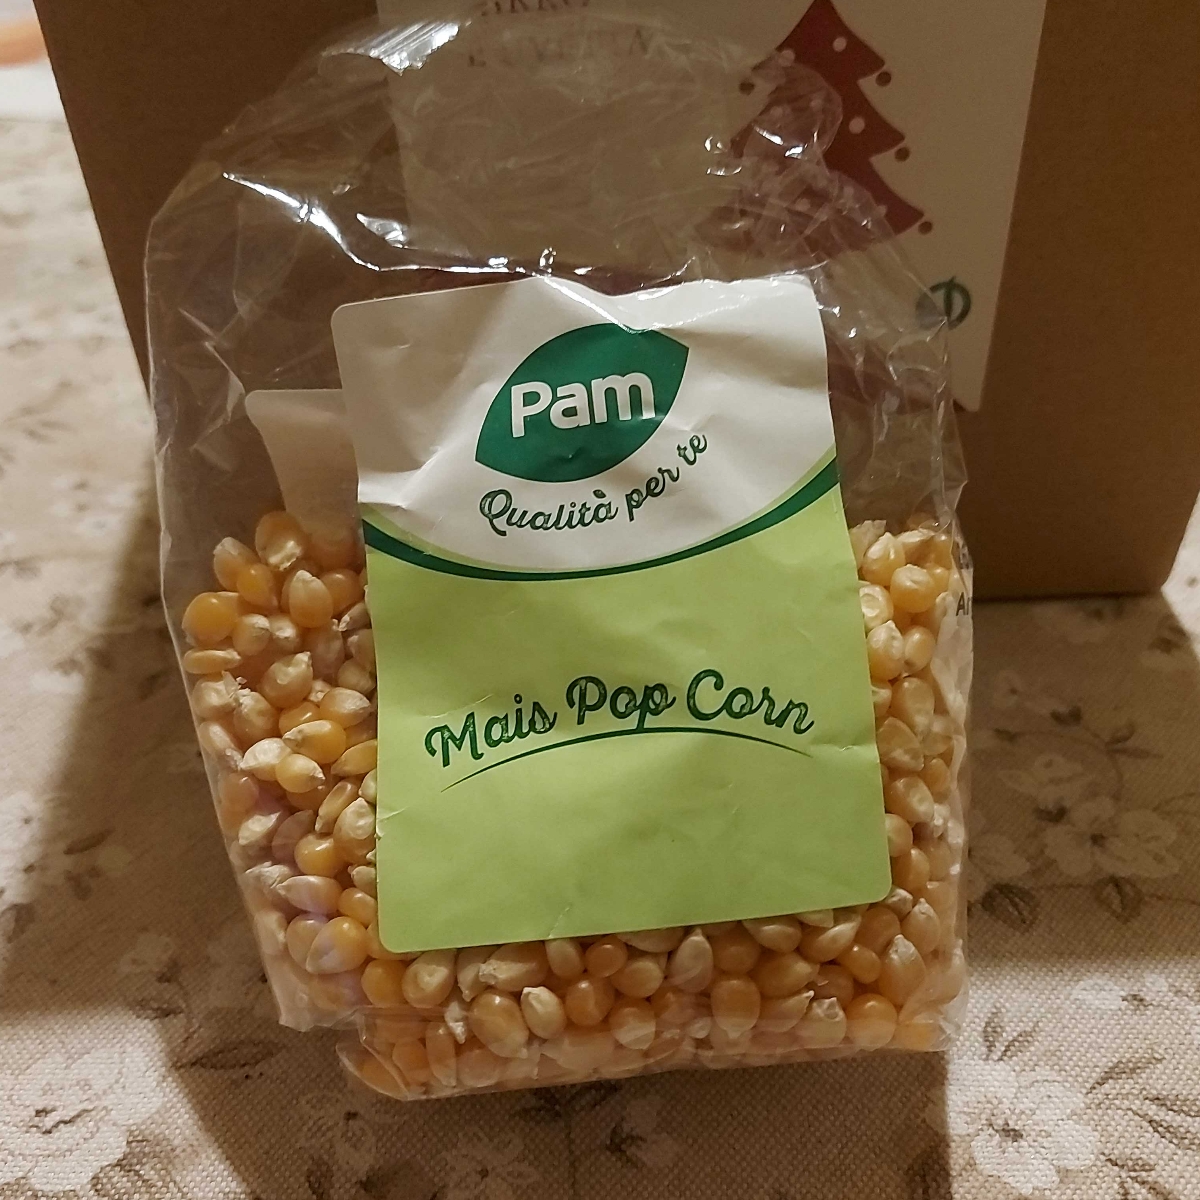 Pam
Qualità per te
Mais Pop Corn